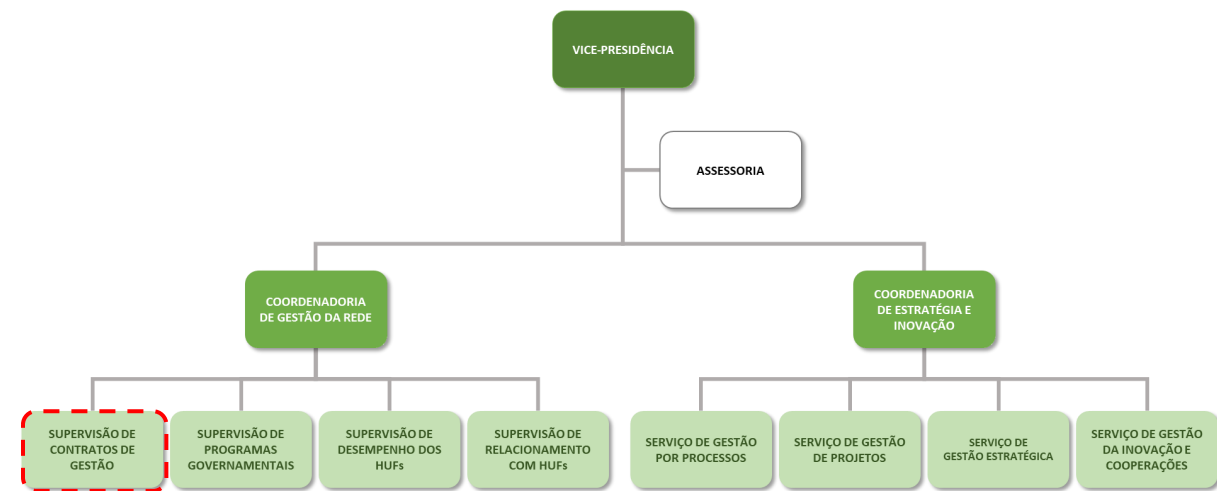 VICE-PRESIDÊNCIA
ASSESSORIA
COORDENADORIA
DE GESTÃO DA REDE
COORDENADORIA
DE ESTRATÉGIA E
INOVAÇÃO
SUPERVISÃO DE
CONTRATOS DE
GESTÃO
SUPERVISÃO DE
PROGRAMAS
GOVERNAMENTAIS
SUPERVISÃO DE
DESEMPENHO DOS
HUFs
SUPERVISÃO DE
RELACIONAMENTO
COM HUFs
SERVIÇO DE GESTÃO
POR PROCESSOS
SERVIÇO DE GESTÃO
DE PROJETOS
SERVIÇO DE
GESTÃO ESTRATÉGICA
SERVIÇO DE GESTÃO
DA INOVAÇÃO E
COOPERAÇÕES